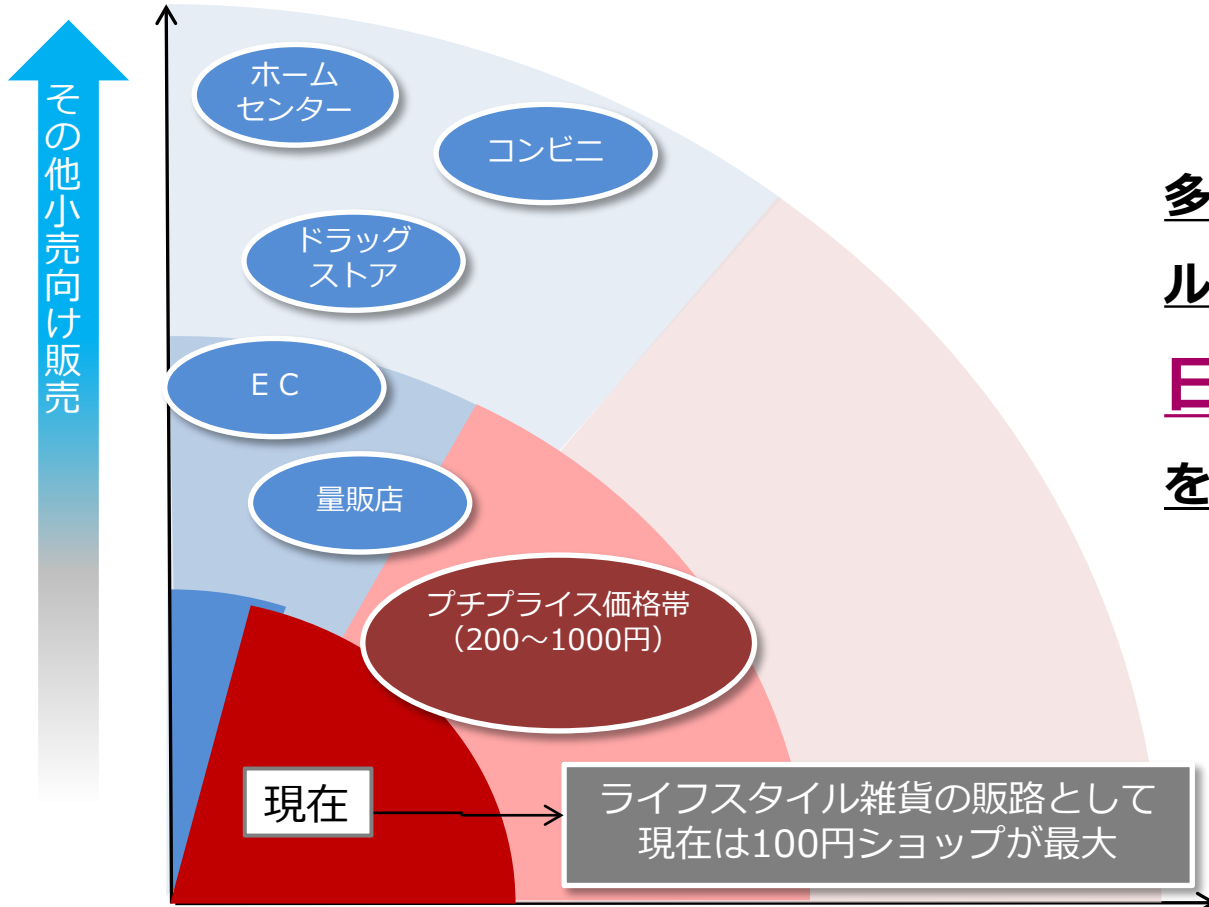 その他小売向け販売
ホーム
センター
コンビニ
ドラッグ
ストア
ＥＣ
量販店
プチプライス価格帯
（200～1000円）
現在
ライフスタイル雑貨の販路として
現在は100円ショップが最大
多
ル
日
を